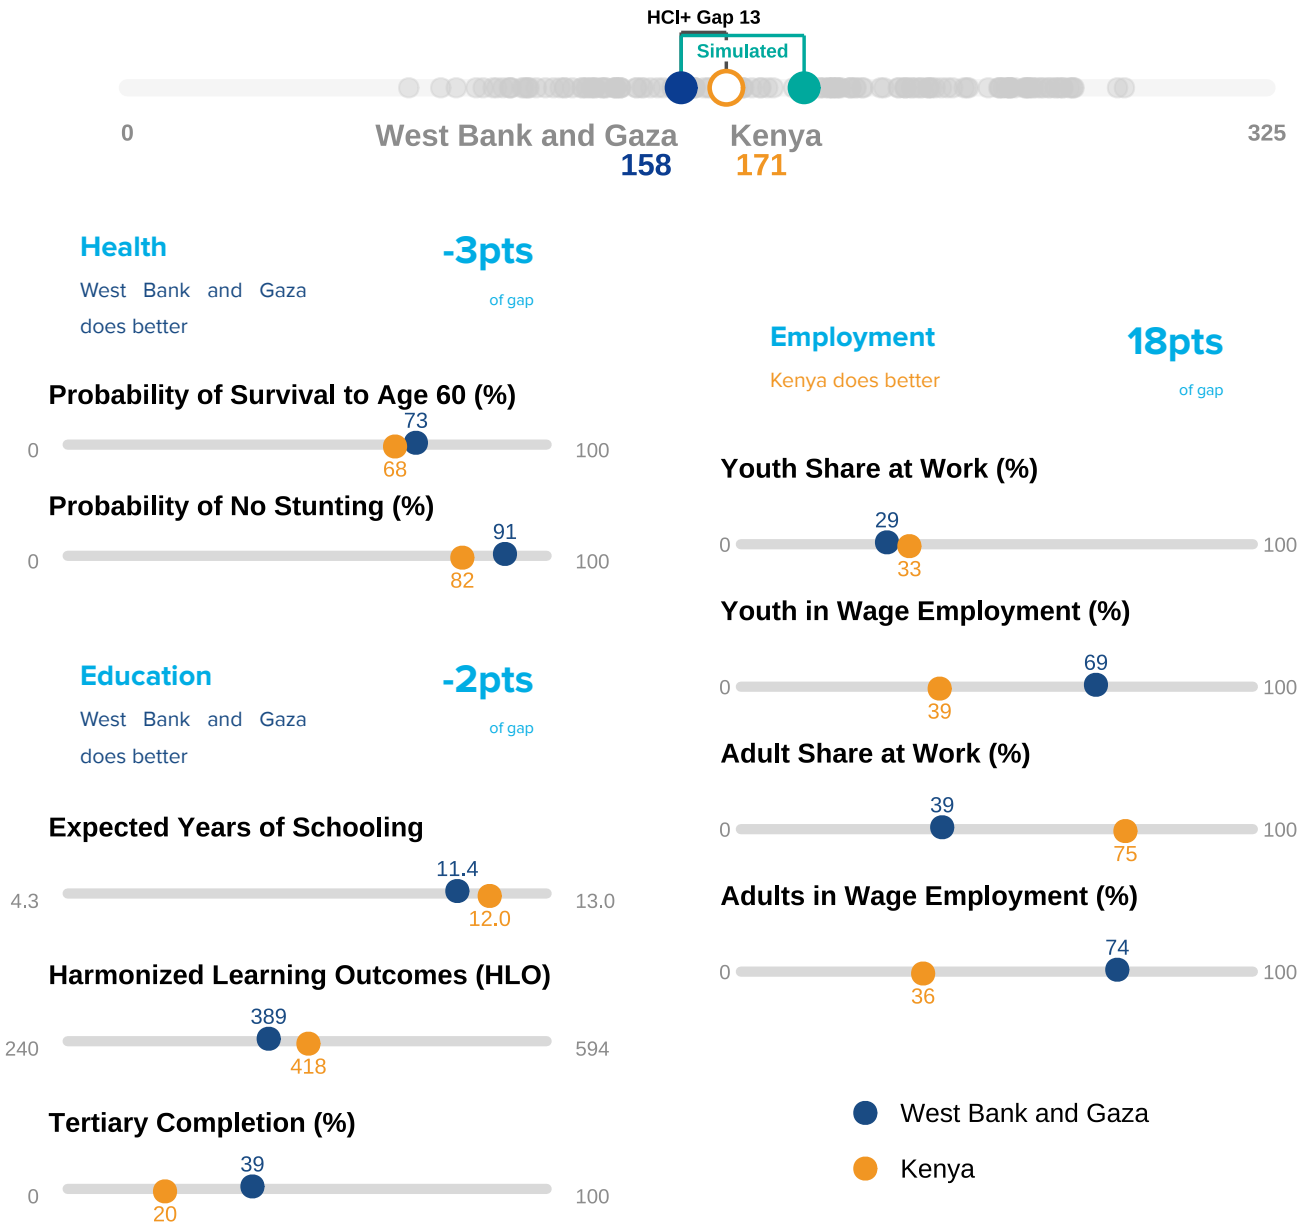 HCI+ Gap 13
Simulated
0
West Bank and Gaza
Kenya
325
158
171
Health
-3pts
West Bank and Gaza
of gap
does better
Probability of Survival to Age 60 (%)
73
0
100
68
Probability of No Stunting (%)
91
0
100
82
Education
-2pts
West Bank and Gaza
of gap
does better
Expected Years of Schooling
11.4
4.3
13.0
12.0
Harmonized Learning Outcomes (HLO)
389
240
594
418
Tertiary Completion (%)
39
0
100
20
Employment
18pts
Kenya does better
of gap
Youth Share at Work (%)
29
0
100
33
Youth in Wage Employment (%)
69
0
100
39
Adult Share at Work (%)
39
0
100
75
Adults in Wage Employment (%)
74
0
100
36
West Bank and Gaza
Kenya